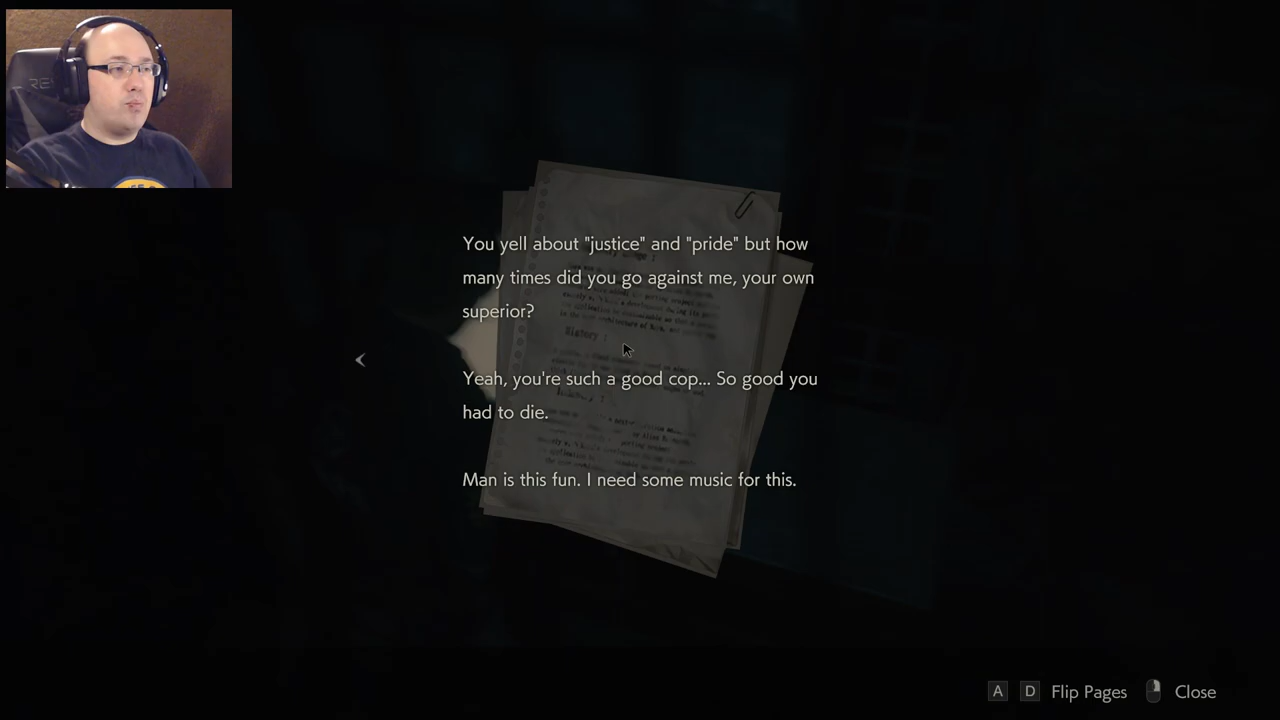 You yell about "justice" and "pride" but how
many times did you go against me, your own
superior?
Yeah, you're such a good cop... So good you
had to die.
Man is this fun. I need some music for this.
History :
A D Flip Pages Close